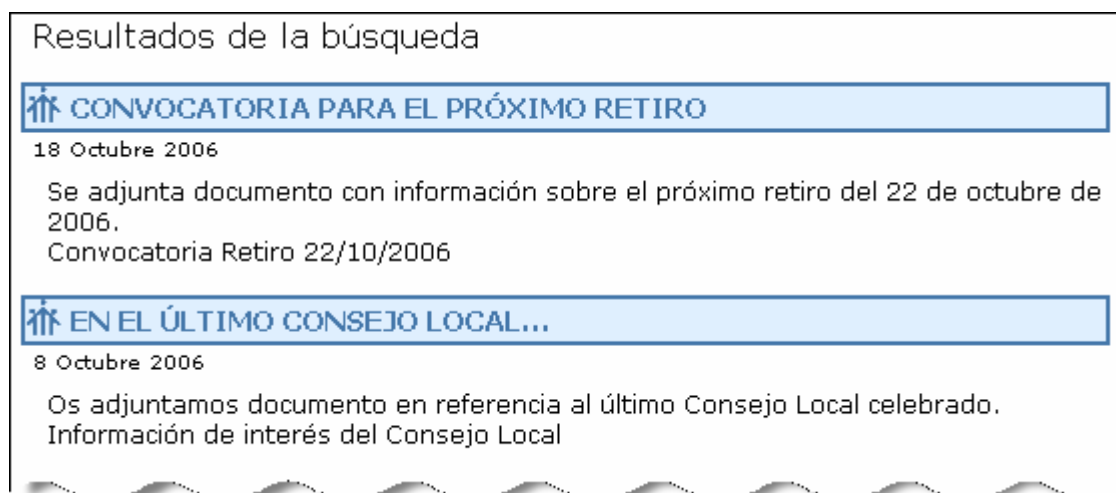 Resultados de la búsqueda
CONVOCATORIA PARA EL PRÓXIMO RETIRO
18 Octubre 2006
Se adjunta documento con información sobre el próximo retiro del 22 de octubre de
2006.
Convocatoria Retiro 22/10/2006
EN EL ÚLTIMO CONSEJO LOCAL...
8 Octubre 2006
Os adjuntamos documento en referencia al último Consejo Local celebrado.
Información de interés del Consejo Local